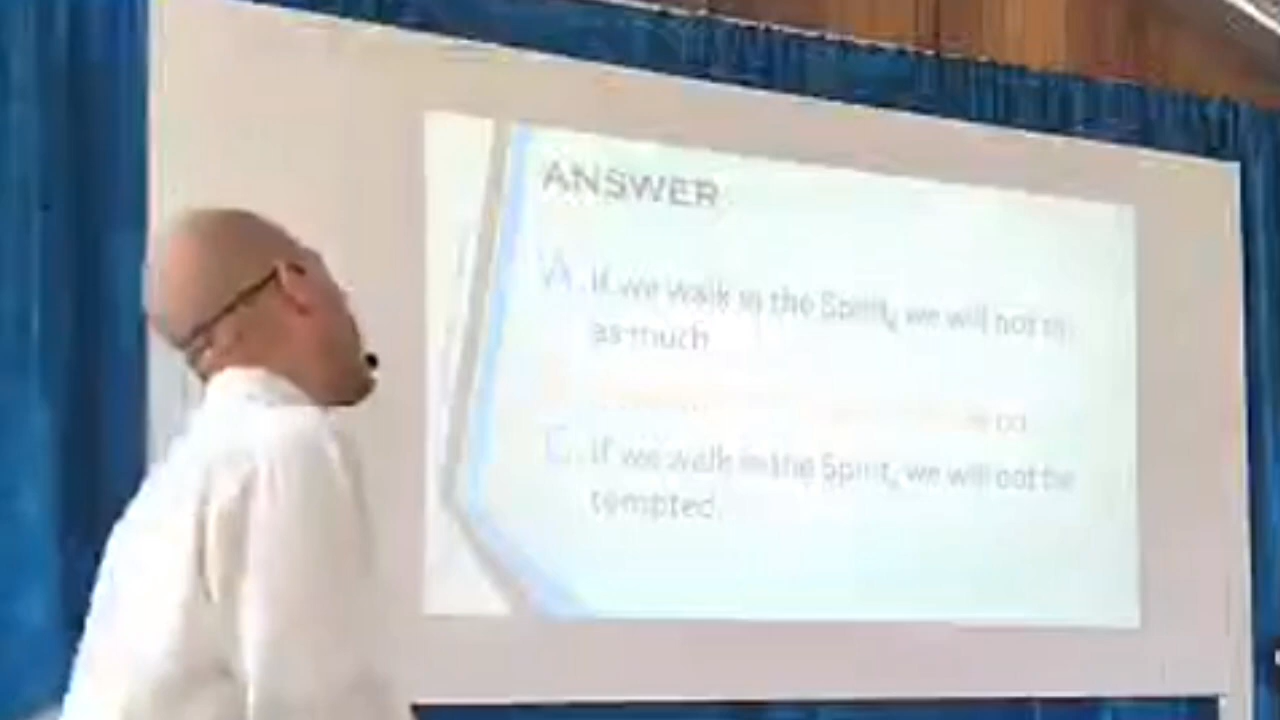 ANSWER
A. If we walk in the Spirit, we will not sin
as much
C. If we walk in the Spirit, we will not be
tempted.